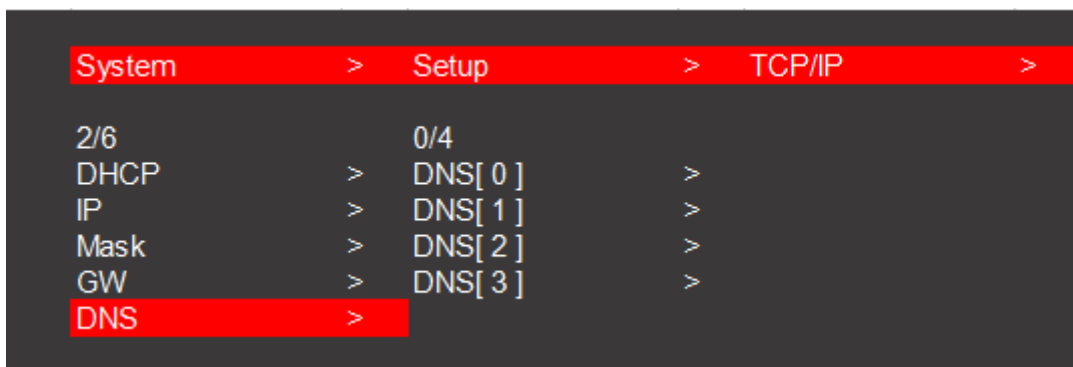 System > Setup > TCP/IP >
2/6 0/4
DHCP > DNS[ 0 ] >
IP > DNS[ 1 ] >
Mask > DNS[ 2 ] >
GW > DNS[ 3 ] >
DNS >